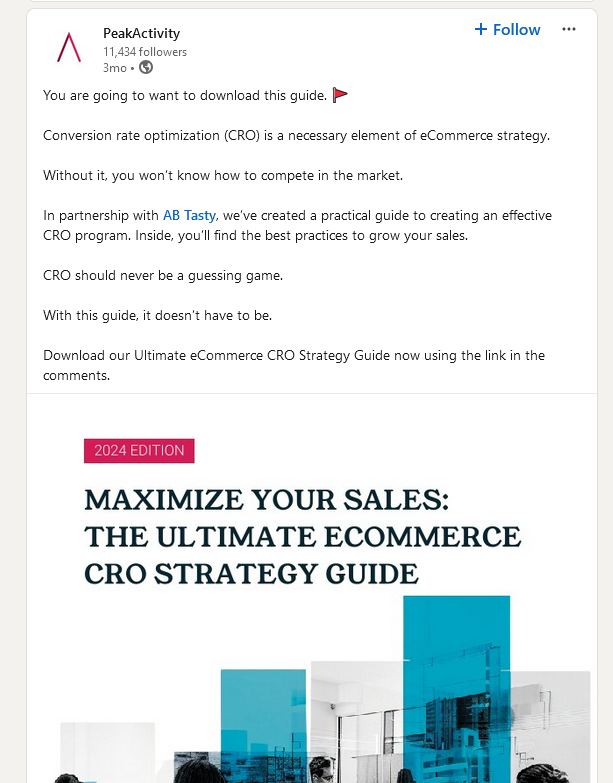 PeakActivity
+ Follow
11,434 followers
3mo •
You are going to want to download this guide.
Conversion rate optimization (CRO) is a necessary element of eCommerce strategy.
Without it, you won't know how to compete in the market.
In partnership with AB Tasty, we've created a practical guide to creating an effective
CRO program. Inside, you'll find the best practices to grow your sales.
CRO should never be a guessing game.
With this guide, it doesn't have to be.
Download our Ultimate eCommerce CRO Strategy Guide now using the link in the
comments.
2024 EDITION
MAXIMIZE YOUR SALES:
THE ULTIMATE ECOMMERCE
CRO STRATEGY GUIDE